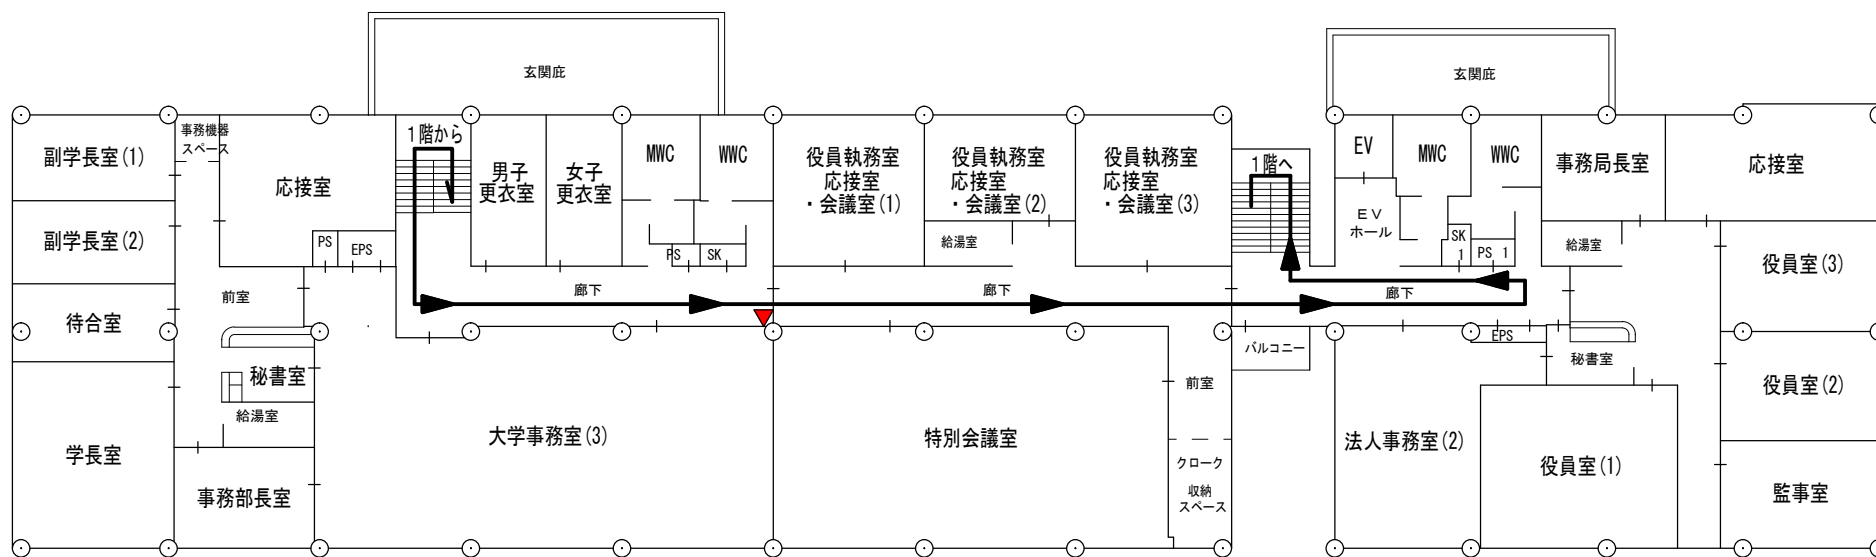 玄関庇
玄関庇
副学長室(1)
事務機器
スペース
応接室
1階から
男子
更衣室
女子
更衣室
MWC
WWC
役員執務室
応接室
・会議室(1)
役員執務室
応接室
・会議室(2)
役員執務室
応接室
・会議室(3)
1階へ
EV
MWC
WWC
事務局長室
応接室
副学長室(2)
PS
EPS
PS
SK
給湯室
EV
ホール
SK
1
PS 1
給湯室
役員室(3)
前室
廊下
廊下
廊下
待合室
秘書室
給湯室
バルコニー
EPS
秘書室
前室
役員室(2)
学長室
事務部長室
大学事務室(3)
特別会議室
クローク
収納
スペース
法人事務室(2)
役員室(1)
監事室